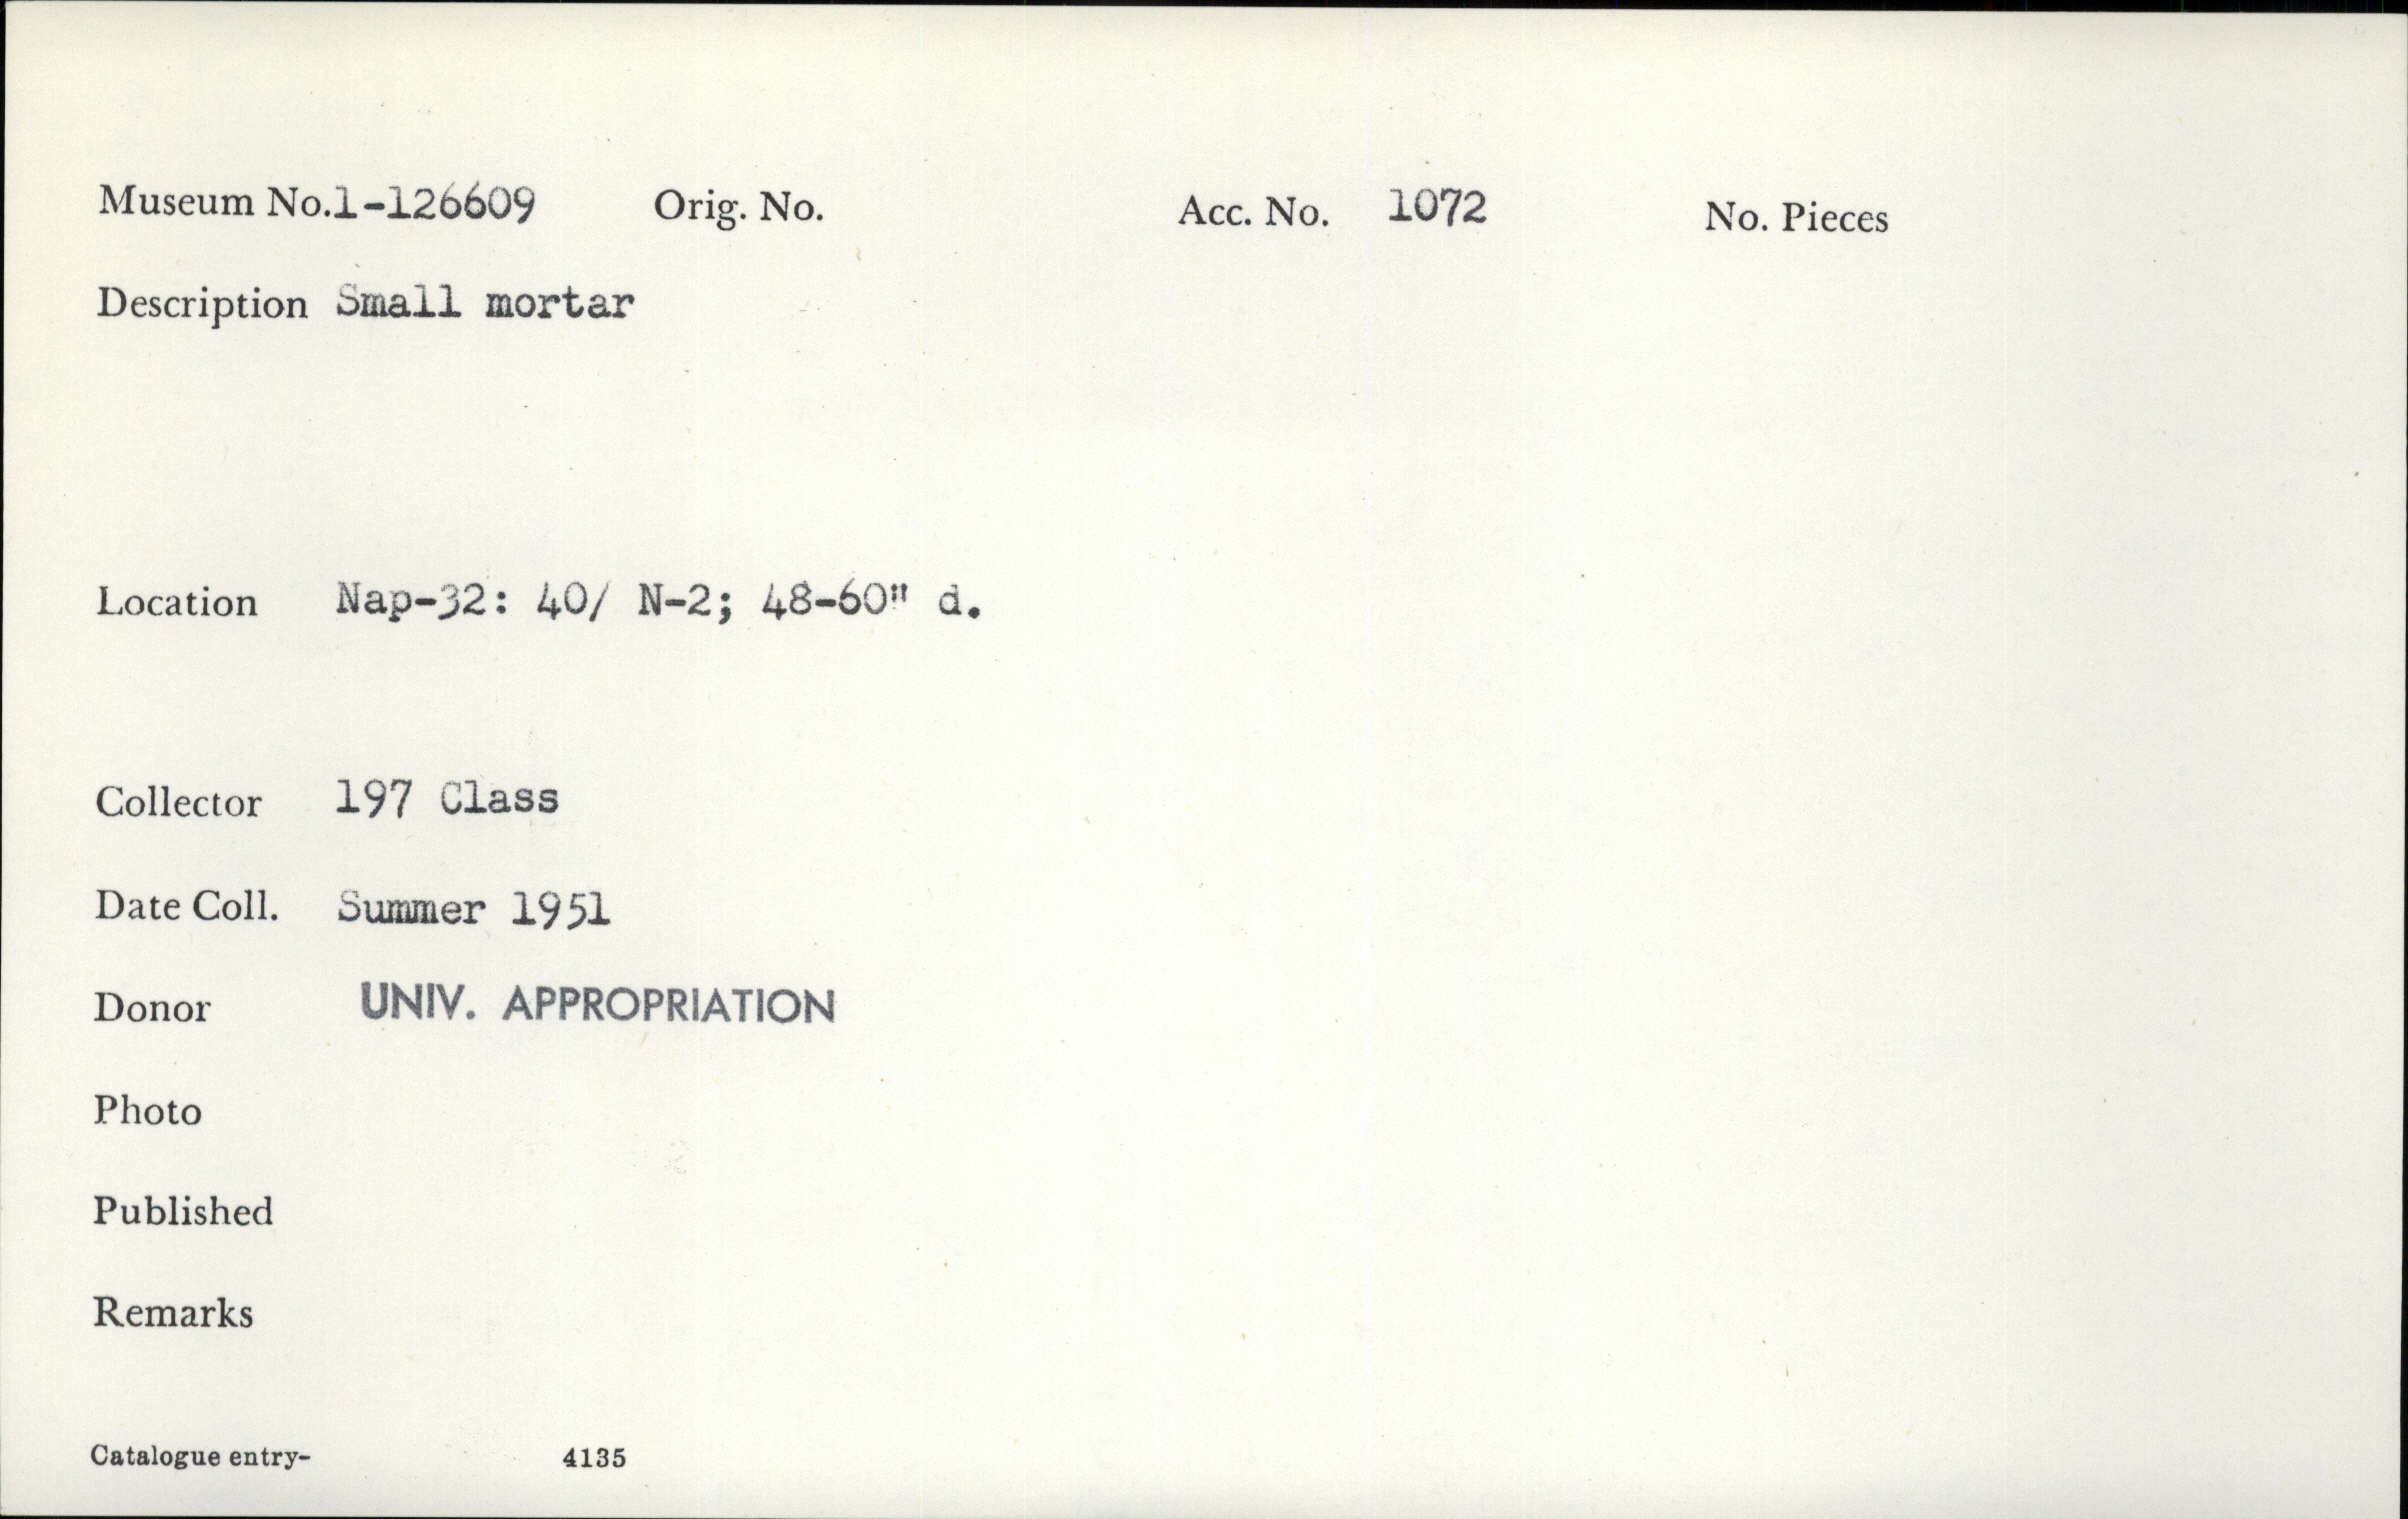 Museum No.1-126609 Orig. No. Acc. No. 1072 No. Pieces
Description Small mortar
Location Nap-32: 40/ N-2; 48-60" d.
Collector 197 Class
Date Coll. Summer 1951
Donor UNIV. APPROPRIATION
Photo
Published
Remarks
Catalogue entry- 4135